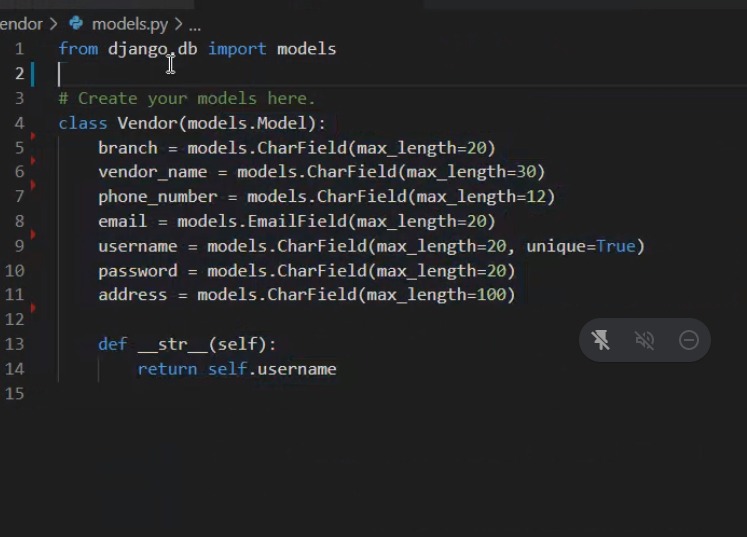 endor > models.py > ...
1 from django.db import models
2
3 # Create your models here.
4 class Vendor(models.Model):
5 branch = models.CharField(max_length=20)
6 vendor_name = models.CharField(max_length=30)
7 phone_number = models.CharField(max_length=12)
8 email = models.EmailField(max_length=20)
9 username = models.CharField(max_length=20, unique=True)
10 password = models.CharField(max_length=20)
11 address = models.CharField(max_length=100)
12
13 def __str__(self):
14 return self.username
15